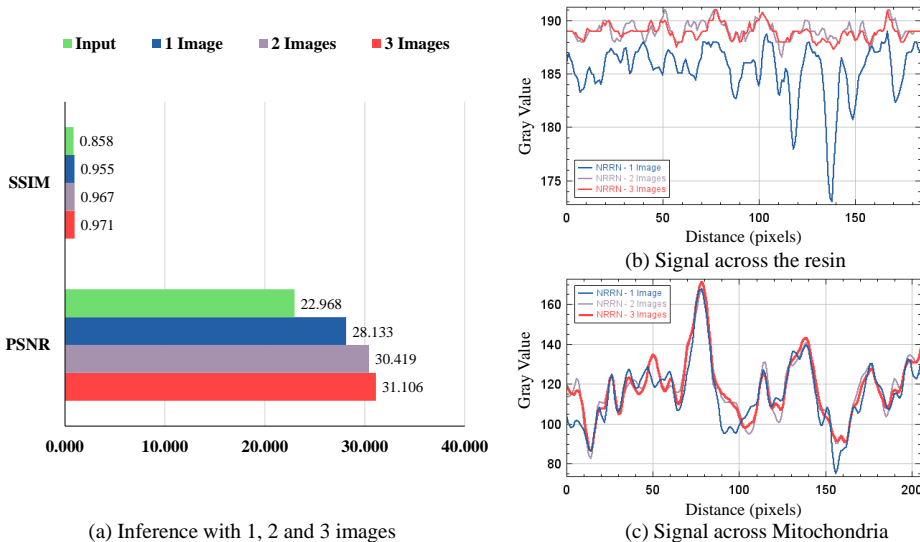 Input 1 Image 2 Images 3 Images
SSIM
0.858
0.955
0.967
0.971
PSNR
22.968
28.133
30.419
31.106
0.000 10.000 20.000 30.000 40.000
(a) Inference with 1, 2 and 3 images
Gray Value
190
185
180
175
NRRN - 1 Image
NRRN - 2 Images
NRRN - 3 Images
0 50 100 150
Distance (pixels)
(b) Signal across the resin
Gray Value
160
140
120
100
80
NRRN - 1 Image
NRRN - 2 Images
NRRN - 3 Images
0 50 100 150 200
Distance (pixels)
(c) Signal across Mitochondria